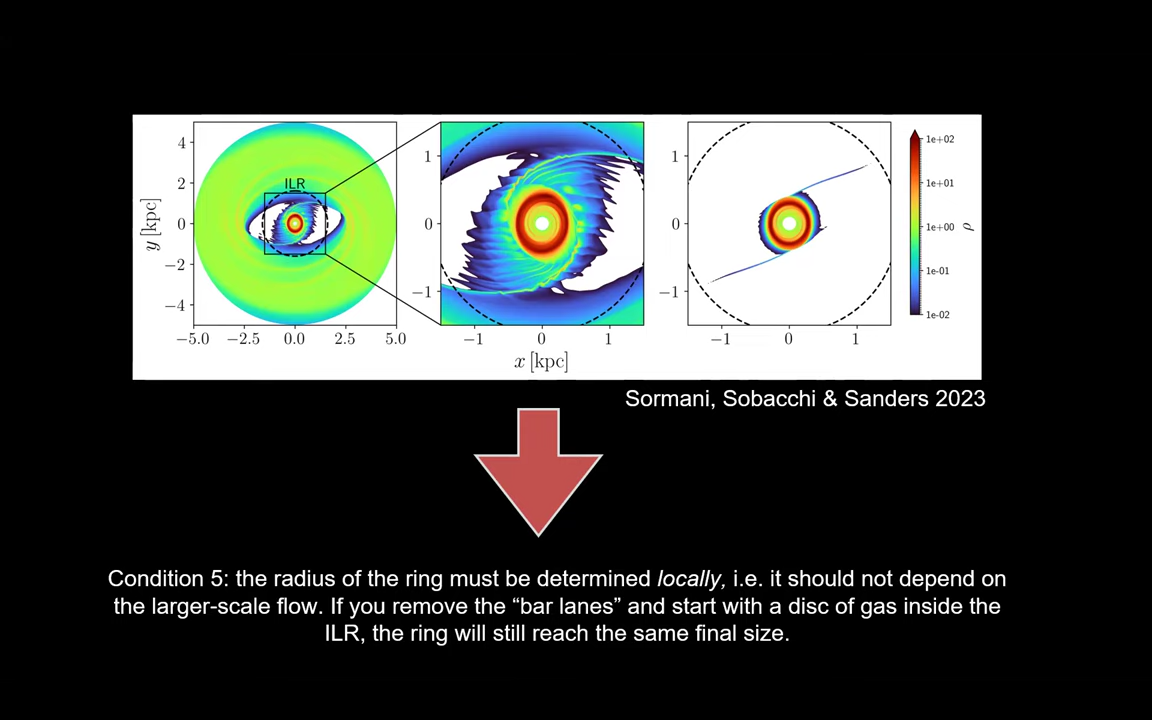 4
2
0
−2
−4
y [kpc]
ILR
−5.0 −2.5 0.0 2.5 5.0
1
0
−1
−1 0 1
x [kpc]
1
0
−1
−1 0 1
1e+02
1e+01
1e+00
1e-01
1e-02
ρ
Sormani, Sobacchi & Sanders 2023
Condition 5: the radius of the ring must be determined locally, i.e. it should not depend on
the larger-scale flow. If you remove the “bar lanes” and start with a disc of gas inside the
ILR, the ring will still reach the same final size.